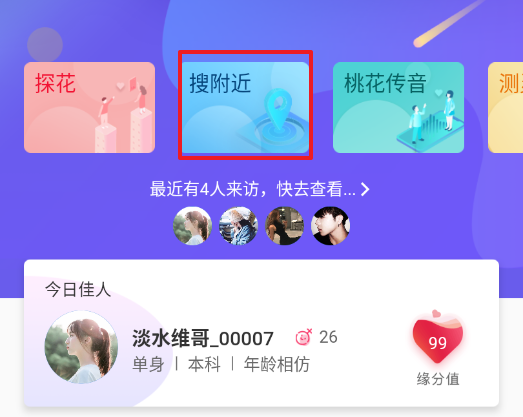 探花
搜附近
桃花传音
最近有4人来访，快去查看...
今日佳人
淡水维哥_00007 26
单身 | 本科 | 年龄相仿
99
缘分值